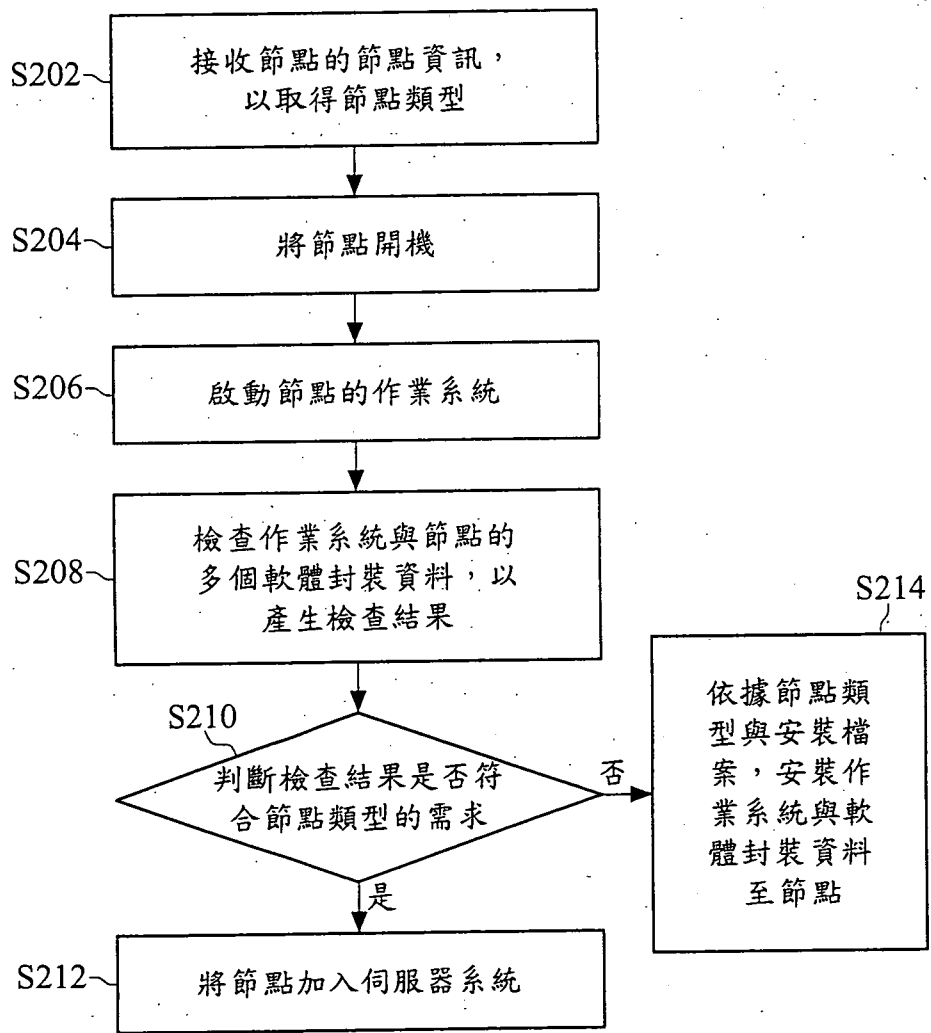 S202
接收節點的節點資訊，
以取得節點類型
S204
將節點開機
S206
啟動節點的作業系統
S208
檢查作業系統與節點的
多個軟體封裝資料，以
產生檢查結果
S210
判斷檢查結果是否符
合節點類型的需求
否
是
S214
依據節點類
型與安裝檔
案，安裝作
業系統與軟
體封裝資料
至節點
S212
將節點加入伺服器系統